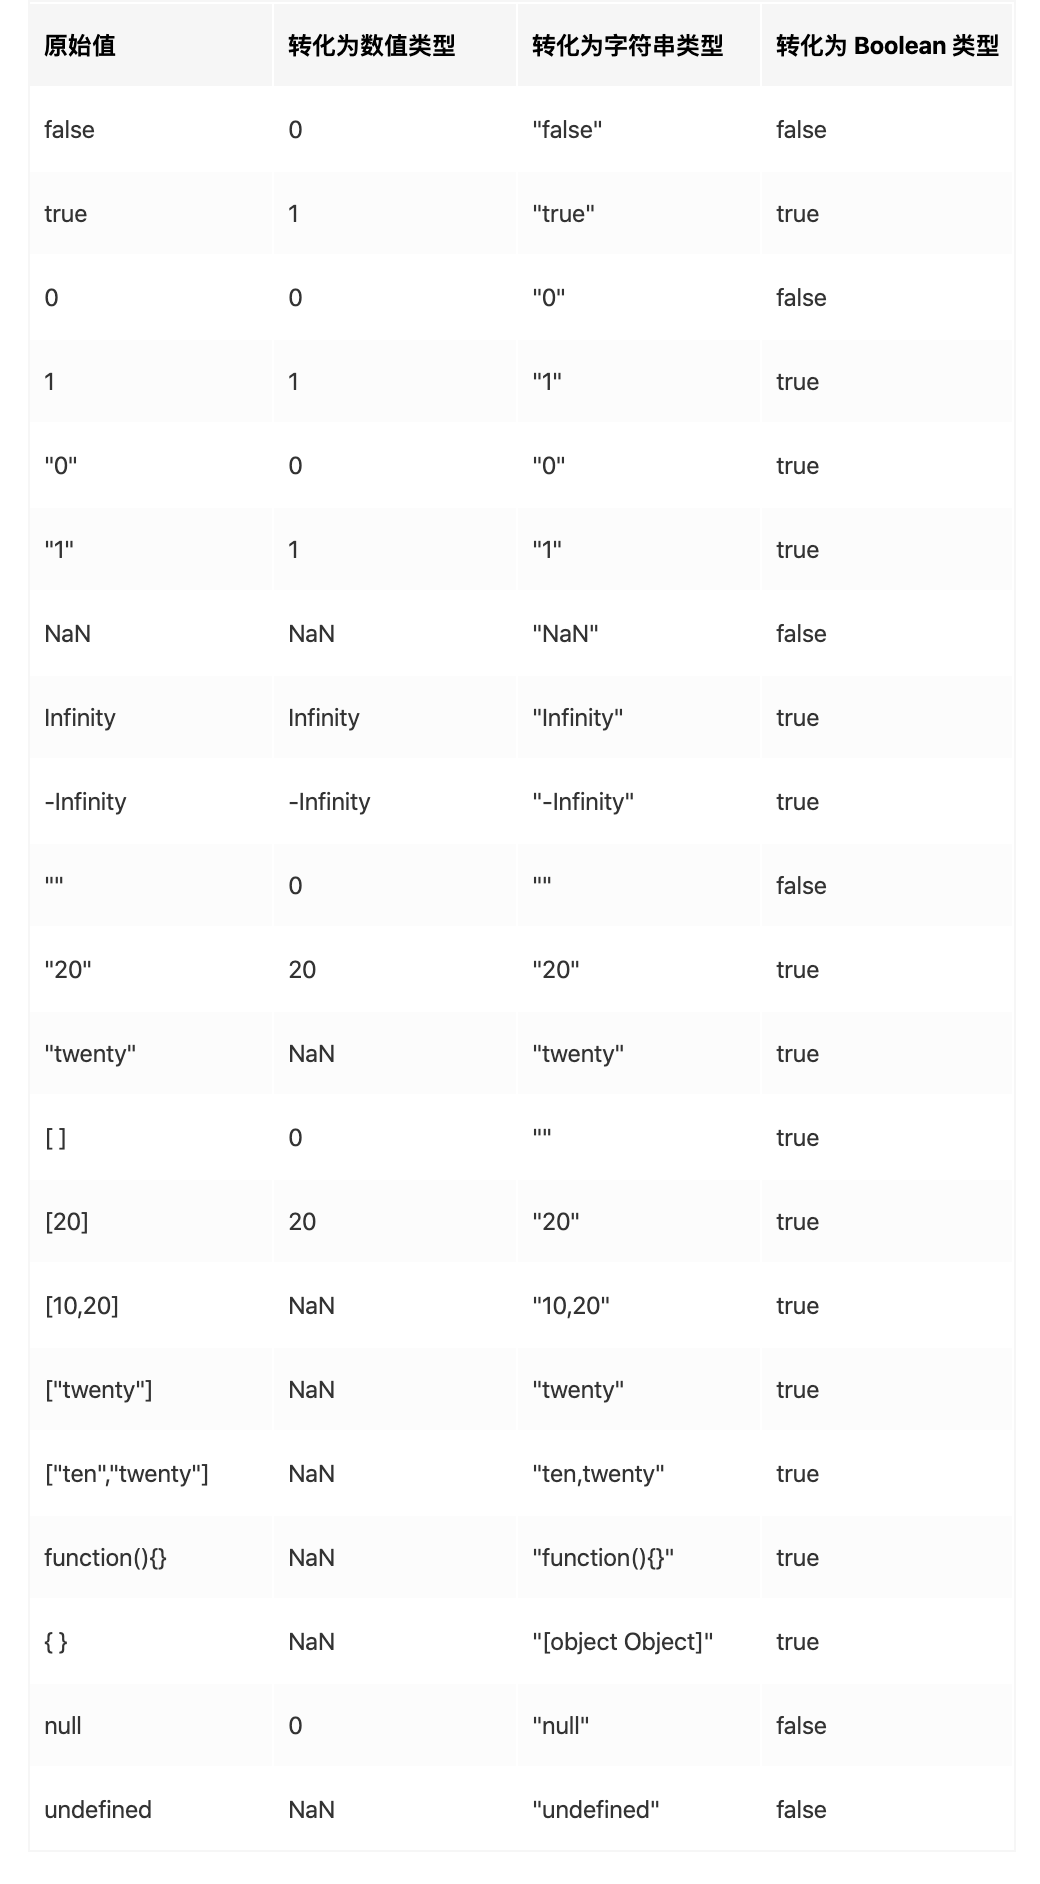 原始值 转化为数值类型 转化为字符串类型 转化为 Boolean 类型
false 0 "false" false
true 1 "true" true
0 0 "0" false
1 1 "1" true
"0" 0 "0" true
"1" 1 "1" true
NaN NaN "NaN" false
Infinity Infinity "Infinity" true
-Infinity -Infinity "-Infinity" true
"" 0 "" false
"20" 20 "20" true
"twenty" NaN "twenty" true
[ ] 0 "" true
[20] 20 "20" true
[10,20] NaN "10,20" true
["twenty"] NaN "twenty" true
["ten","twenty"] NaN "ten,twenty" true
function(){} NaN "function(){}" true
{ } NaN "[object Object]" true
null 0 "null" false
undefined NaN "undefined" false